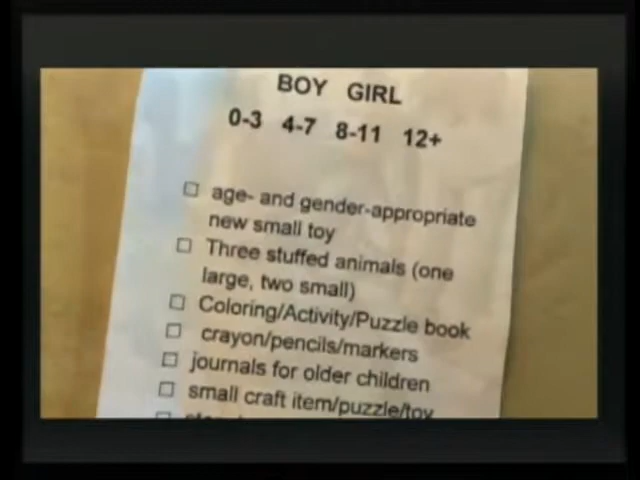 BOY GIRL
0-3 4-7 8-11 12+
☐ age- and gender-appropriate
new small toy
☐ Three stuffed animals (one
large, two small)
☐ Coloring/Activity/Puzzle book
☐ crayon/pencils/markers
☐ journals for older children
☐ small craft item/puzzle/toy